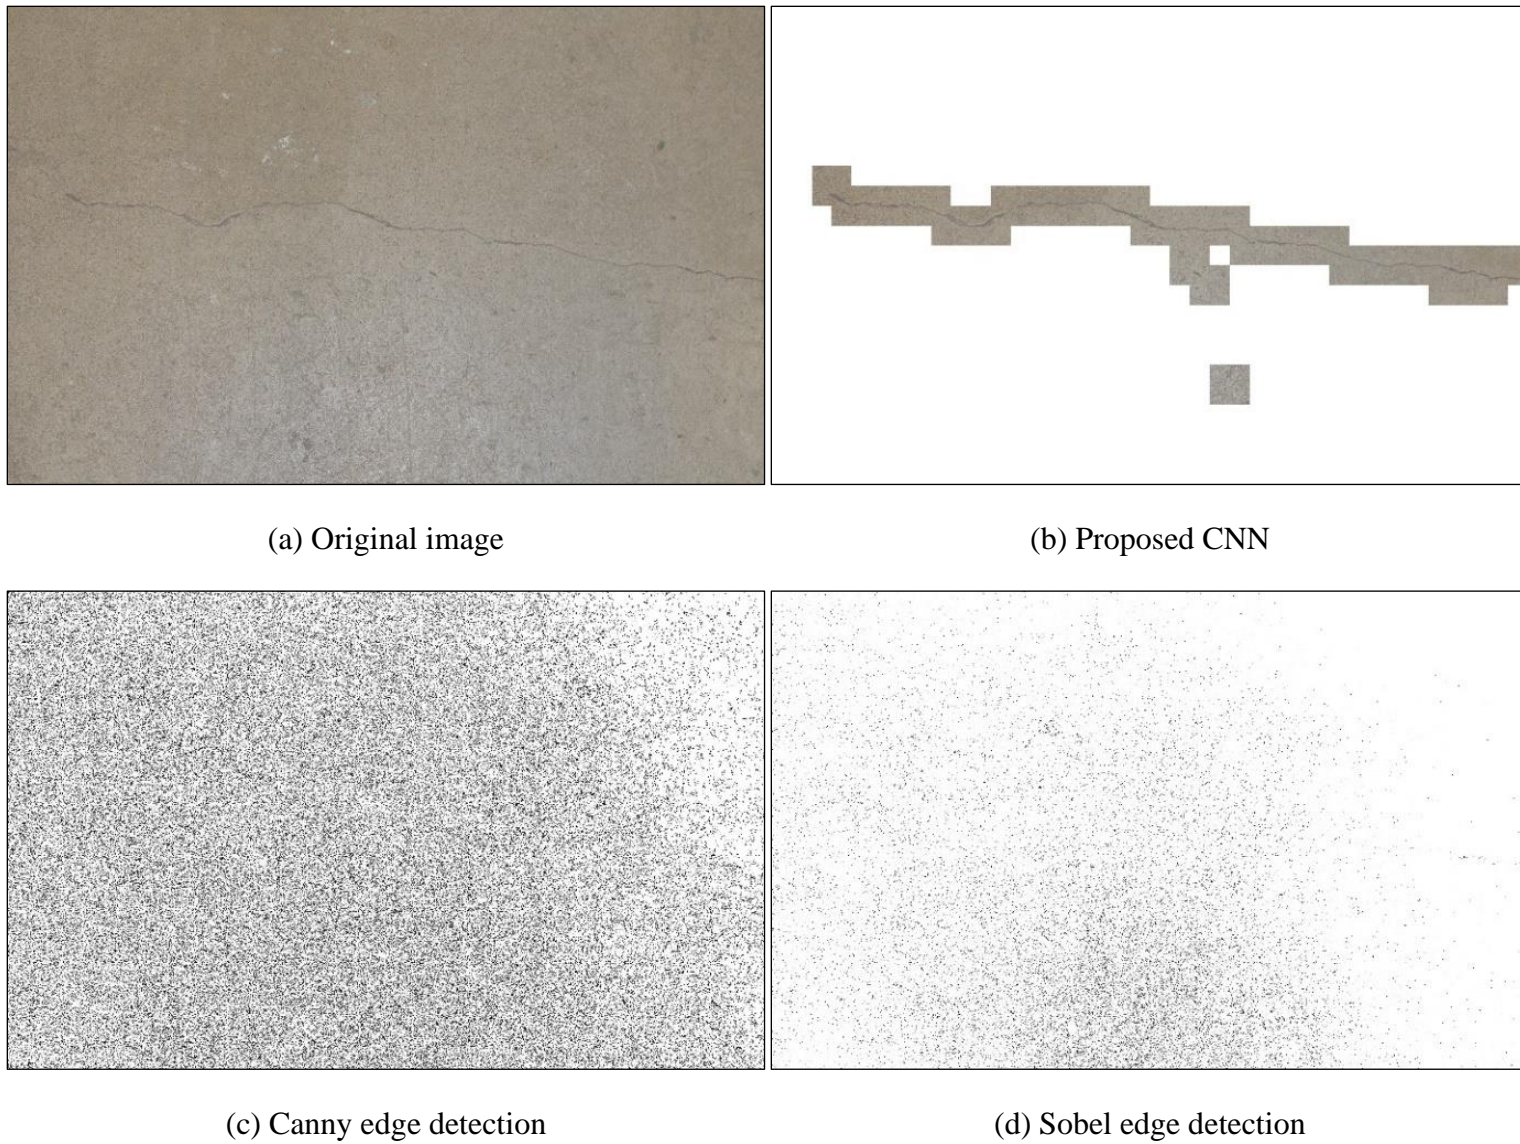 (a) Original image
(b) Proposed CNN
(c) Canny edge detection
(d) Sobel edge detection